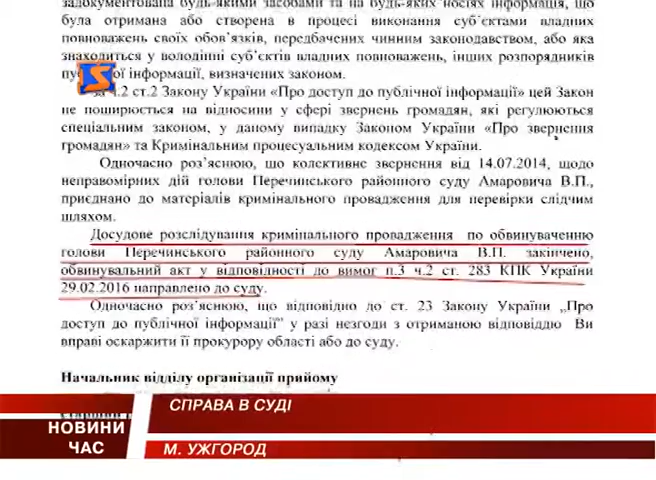 задокументована будь-якими засобами та на будь-яких носіях інформація, що
була отримана або створена в процесі виконання суб'єктами владних
повноважень своїх обов'язків, передбачених чинним законодавством, або яка
знаходиться у володінні суб'єктів владних повноважень, інших розпорядників
інформації, визначених законом.
За ч.2 ст.2 Закону України «Про доступ до публічної інформації» цей Закон
не поширюється на відносини у сфері звернень громадян, які регулюються
спеціальним законом, у даному випадку Законом України «Про звернення
громадян» та Кримінальним процесуальним кодексом України.
Одночасно роз'яснюю, що колективне звернення від 14.07.2014, щодо
неправомірних дій голови Перечинського районного суду Амаровича В.П.,
приєднано до матеріалів кримінального провадження для перевірки слідчим
шляхом.
Досудове розслідування кримінального провадження по обвинуваченню
голови Перечинського районного суду Амаровича В.П. закінчено,
обвинувальний акт у відповідності до вимог п.3 ч.2 ст. 283 КПК України
29.02.2016 направлено до суду.
Одночасно роз'яснюю, що відповідно до ст. 23 Закону України „Про
доступ до публічної інформації" у разі незгоди з отриманою відповіддю Ви
вправі оскаржити її прокурору області або до суду.
Начальник відділу організації прийому
СПРАВА В СУДІ
НОВИНИ
ЧАС
М. УЖГОРОД